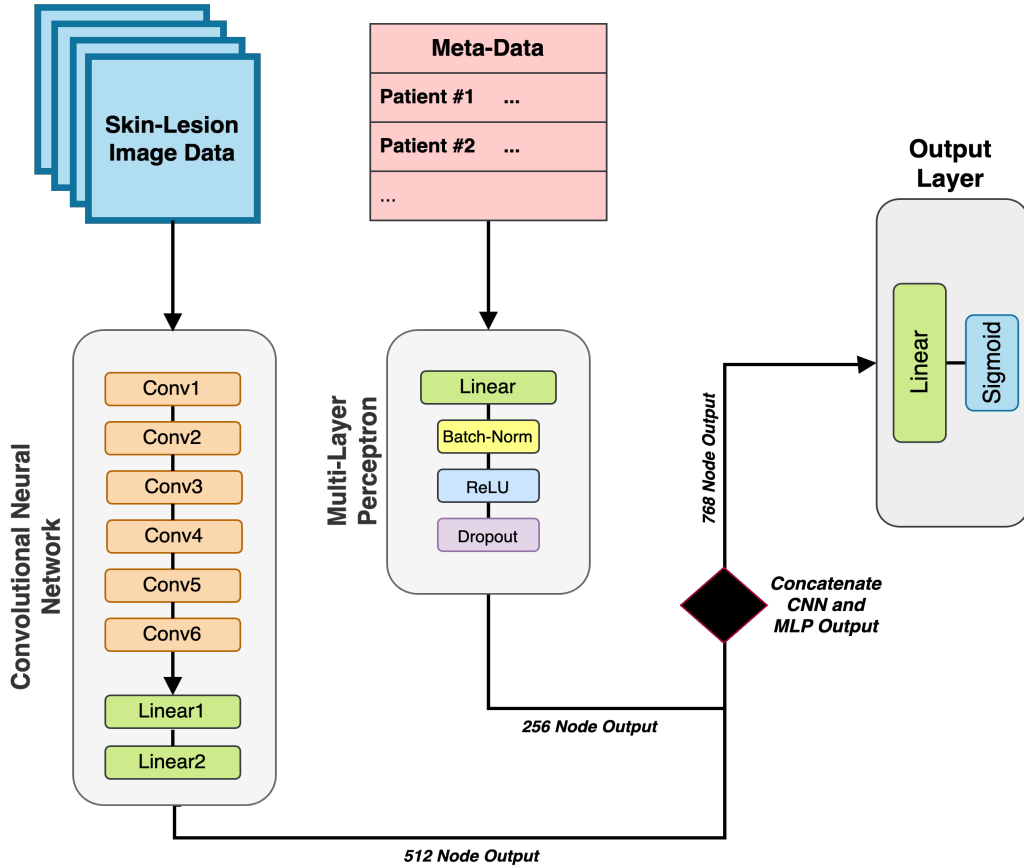 Skin-Lesion
Image Data
Meta-Data
Patient #1 ...
Patient #2 ...
...
Output
Layer
Convolutional Neural
Network
Conv1
Conv2
Conv3
Conv4
Conv5
Conv6
Linear1
Linear2
Multi-Layer
Perceptron
Linear
Batch-Norm
ReLU
Dropout
Linear
Sigmoid
768 Node Output
Concatenate
CNN and
MLP Output
256 Node Output
512 Node Output